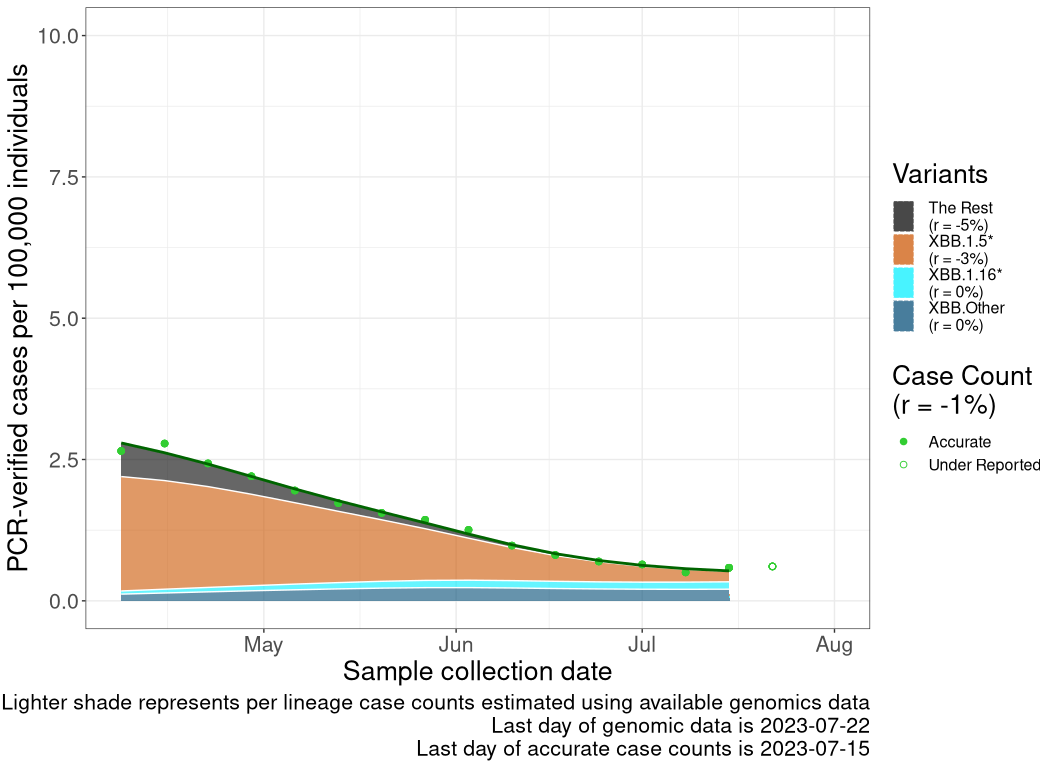 PCR-verified cases per 100,000 individuals
10.0
7.5
5.0
2.5
0.0
May
Jun
Jul
Aug
Sample collection date
Variants
The Rest
(r = -5%)
XBB.1.5*
(r = -3%)
XBB.1.16*
(r = 0%)
XBB.Other
(r = 0%)
Case Count
(r = -1%)
Accurate
Under Reported
Lighter shade represents per lineage case counts estimated using available genomics data
Last day of genomic data is 2023-07-22
Last day of accurate case counts is 2023-07-15